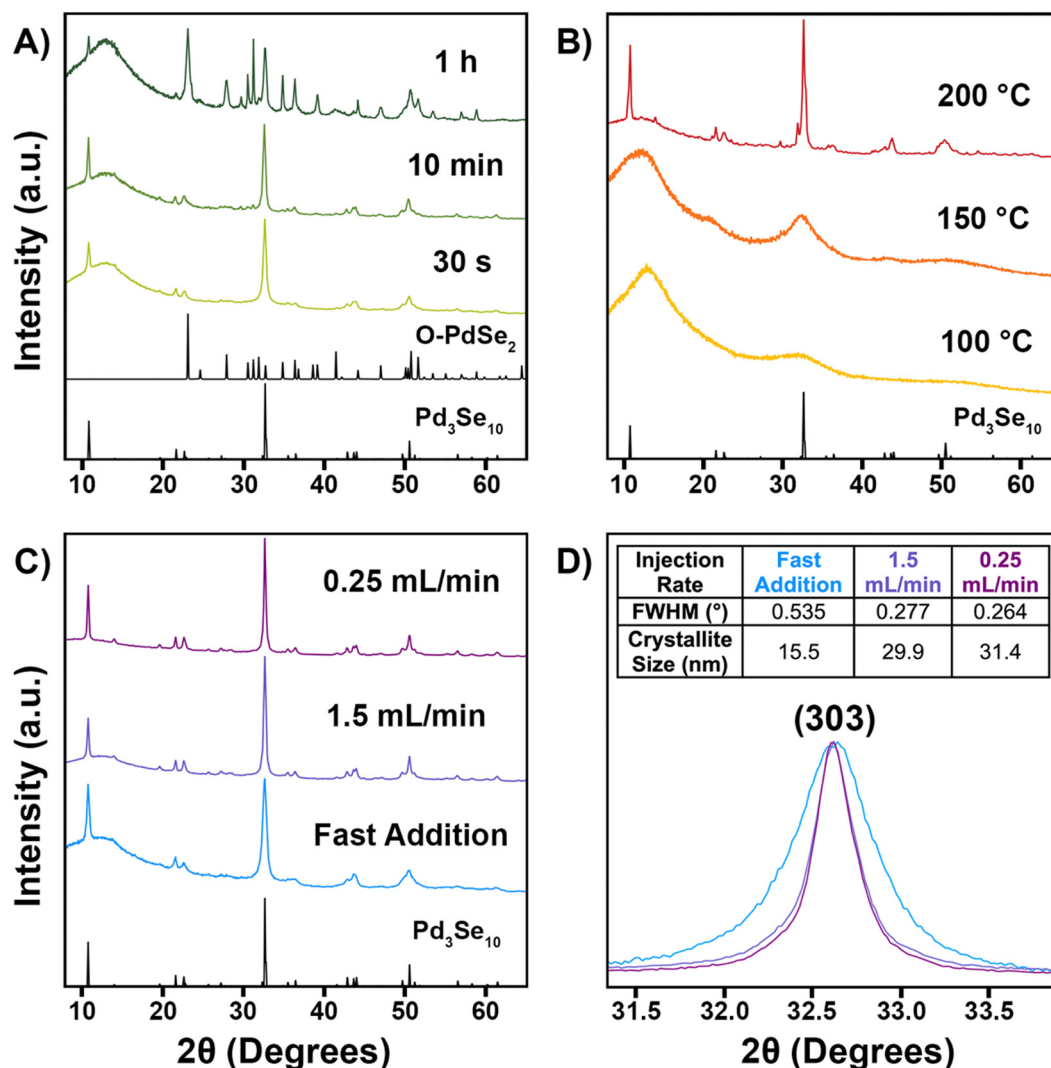 A)
Intensity (a.u.)
1 h
10 min
30 s
O-PdSe₂
Pd₃Se₁₀
10 20 30 40 50 60
B)
200 °C
150 °C
100 °C
Pd₃Se₁₀
10 20 30 40 50 60
C)
Intensity (a.u.)
0.25 mL/min
1.5 mL/min
Fast Addition
Pd₃Se₁₀
10 20 30 40 50 60
2θ (Degrees)
D)
Injection Fast 1.5 0.25
Rate Addition mL/min mL/min
FWHM (°) 0.535 0.277 0.264
Crystallite
Size (nm) 15.5 29.9 31.4
(303)
31.5 32.0 32.5 33.0 33.5
2θ (Degrees)